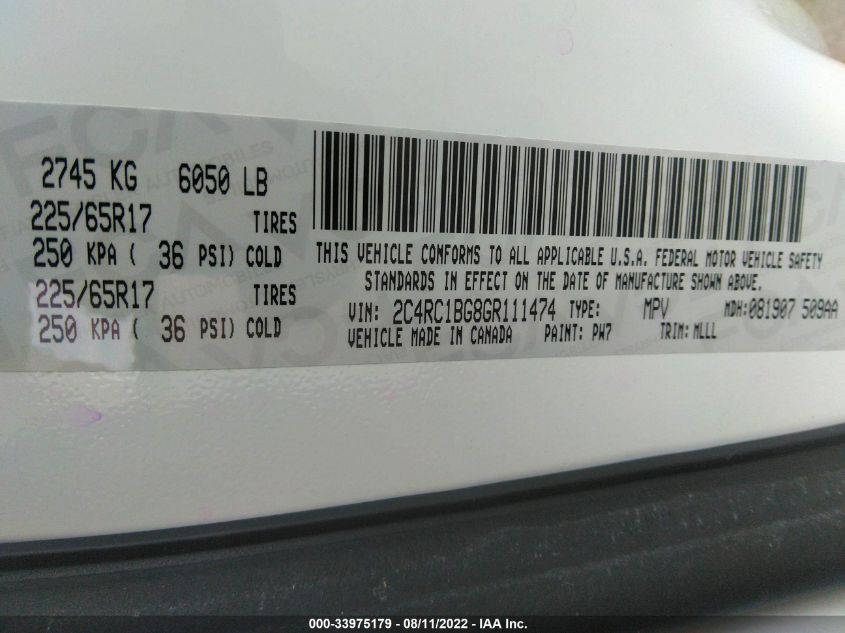 2745 KG 6050 LB
225/65R17 TIRES
250 KPA ( 36 PSI) COLD
225/65R17 TIRES
250 KPA ( 36 PSI) COLD
THIS VEHICLE CONFORMS TO ALL APPLICABLE U.S.A. FEDERAL MOTOR VEHICLE SAFETY
STANDARDS IN EFFECT ON THE DATE OF MANUFACTURE SHOWN ABOVE.
VIN: 2C4RC1BG8GR111474 TYPE: MPV MDH:081907 509AA
VEHICLE MADE IN CANADA PAINT: PW7 TRIM: MLLL
000-33975179 - 08/11/2022 - IAA Inc.